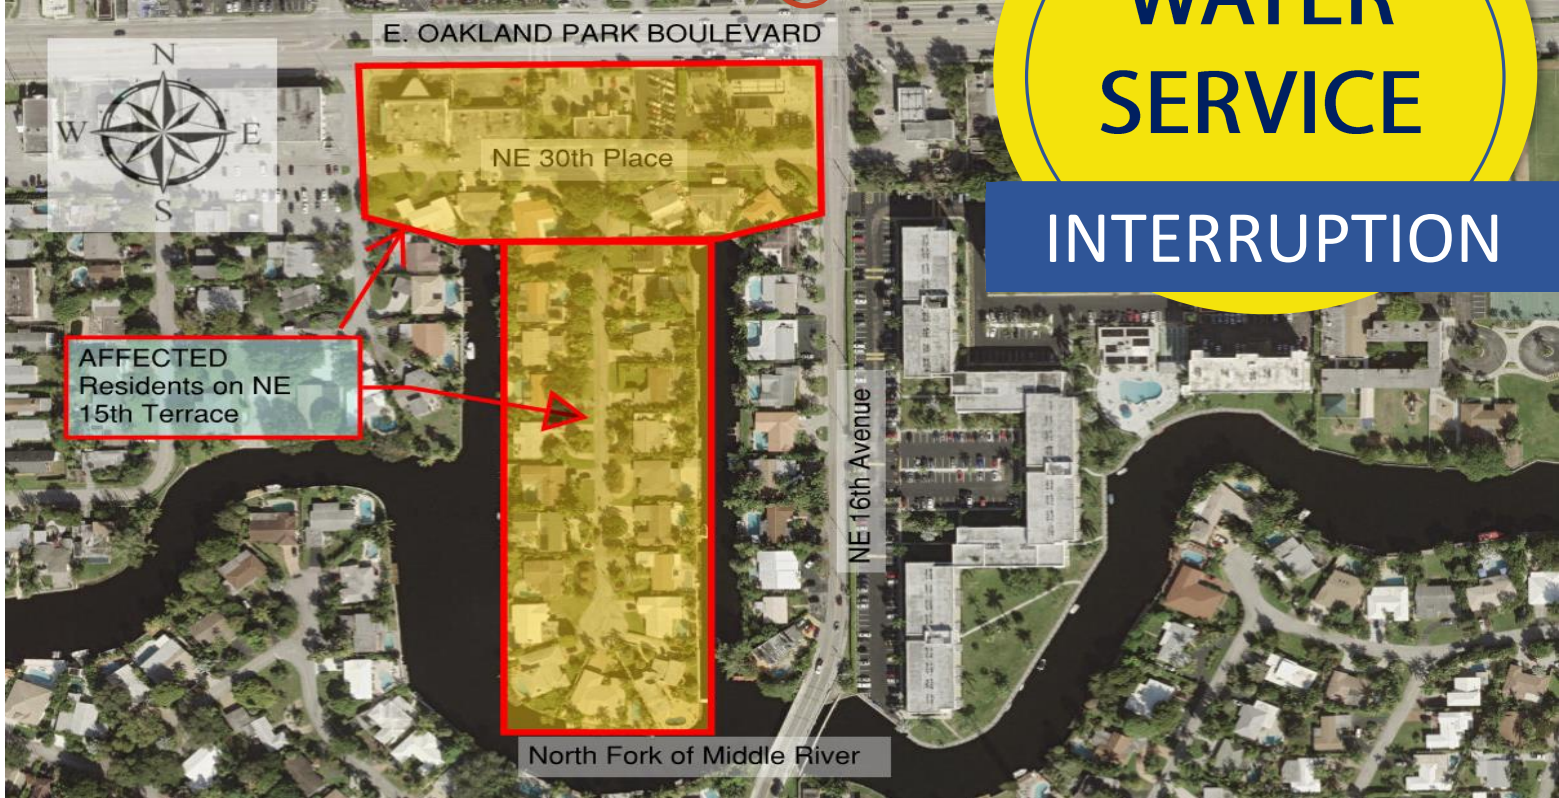 WATER
SERVICE
INTERRUPTION
E. OAKLAND PARK BOULEVARD
N
W
E
S
NE 30th Place
AFFECTED
Residents on NE
15th Terrace
NE 16th Avenue
North Fork of Middle River